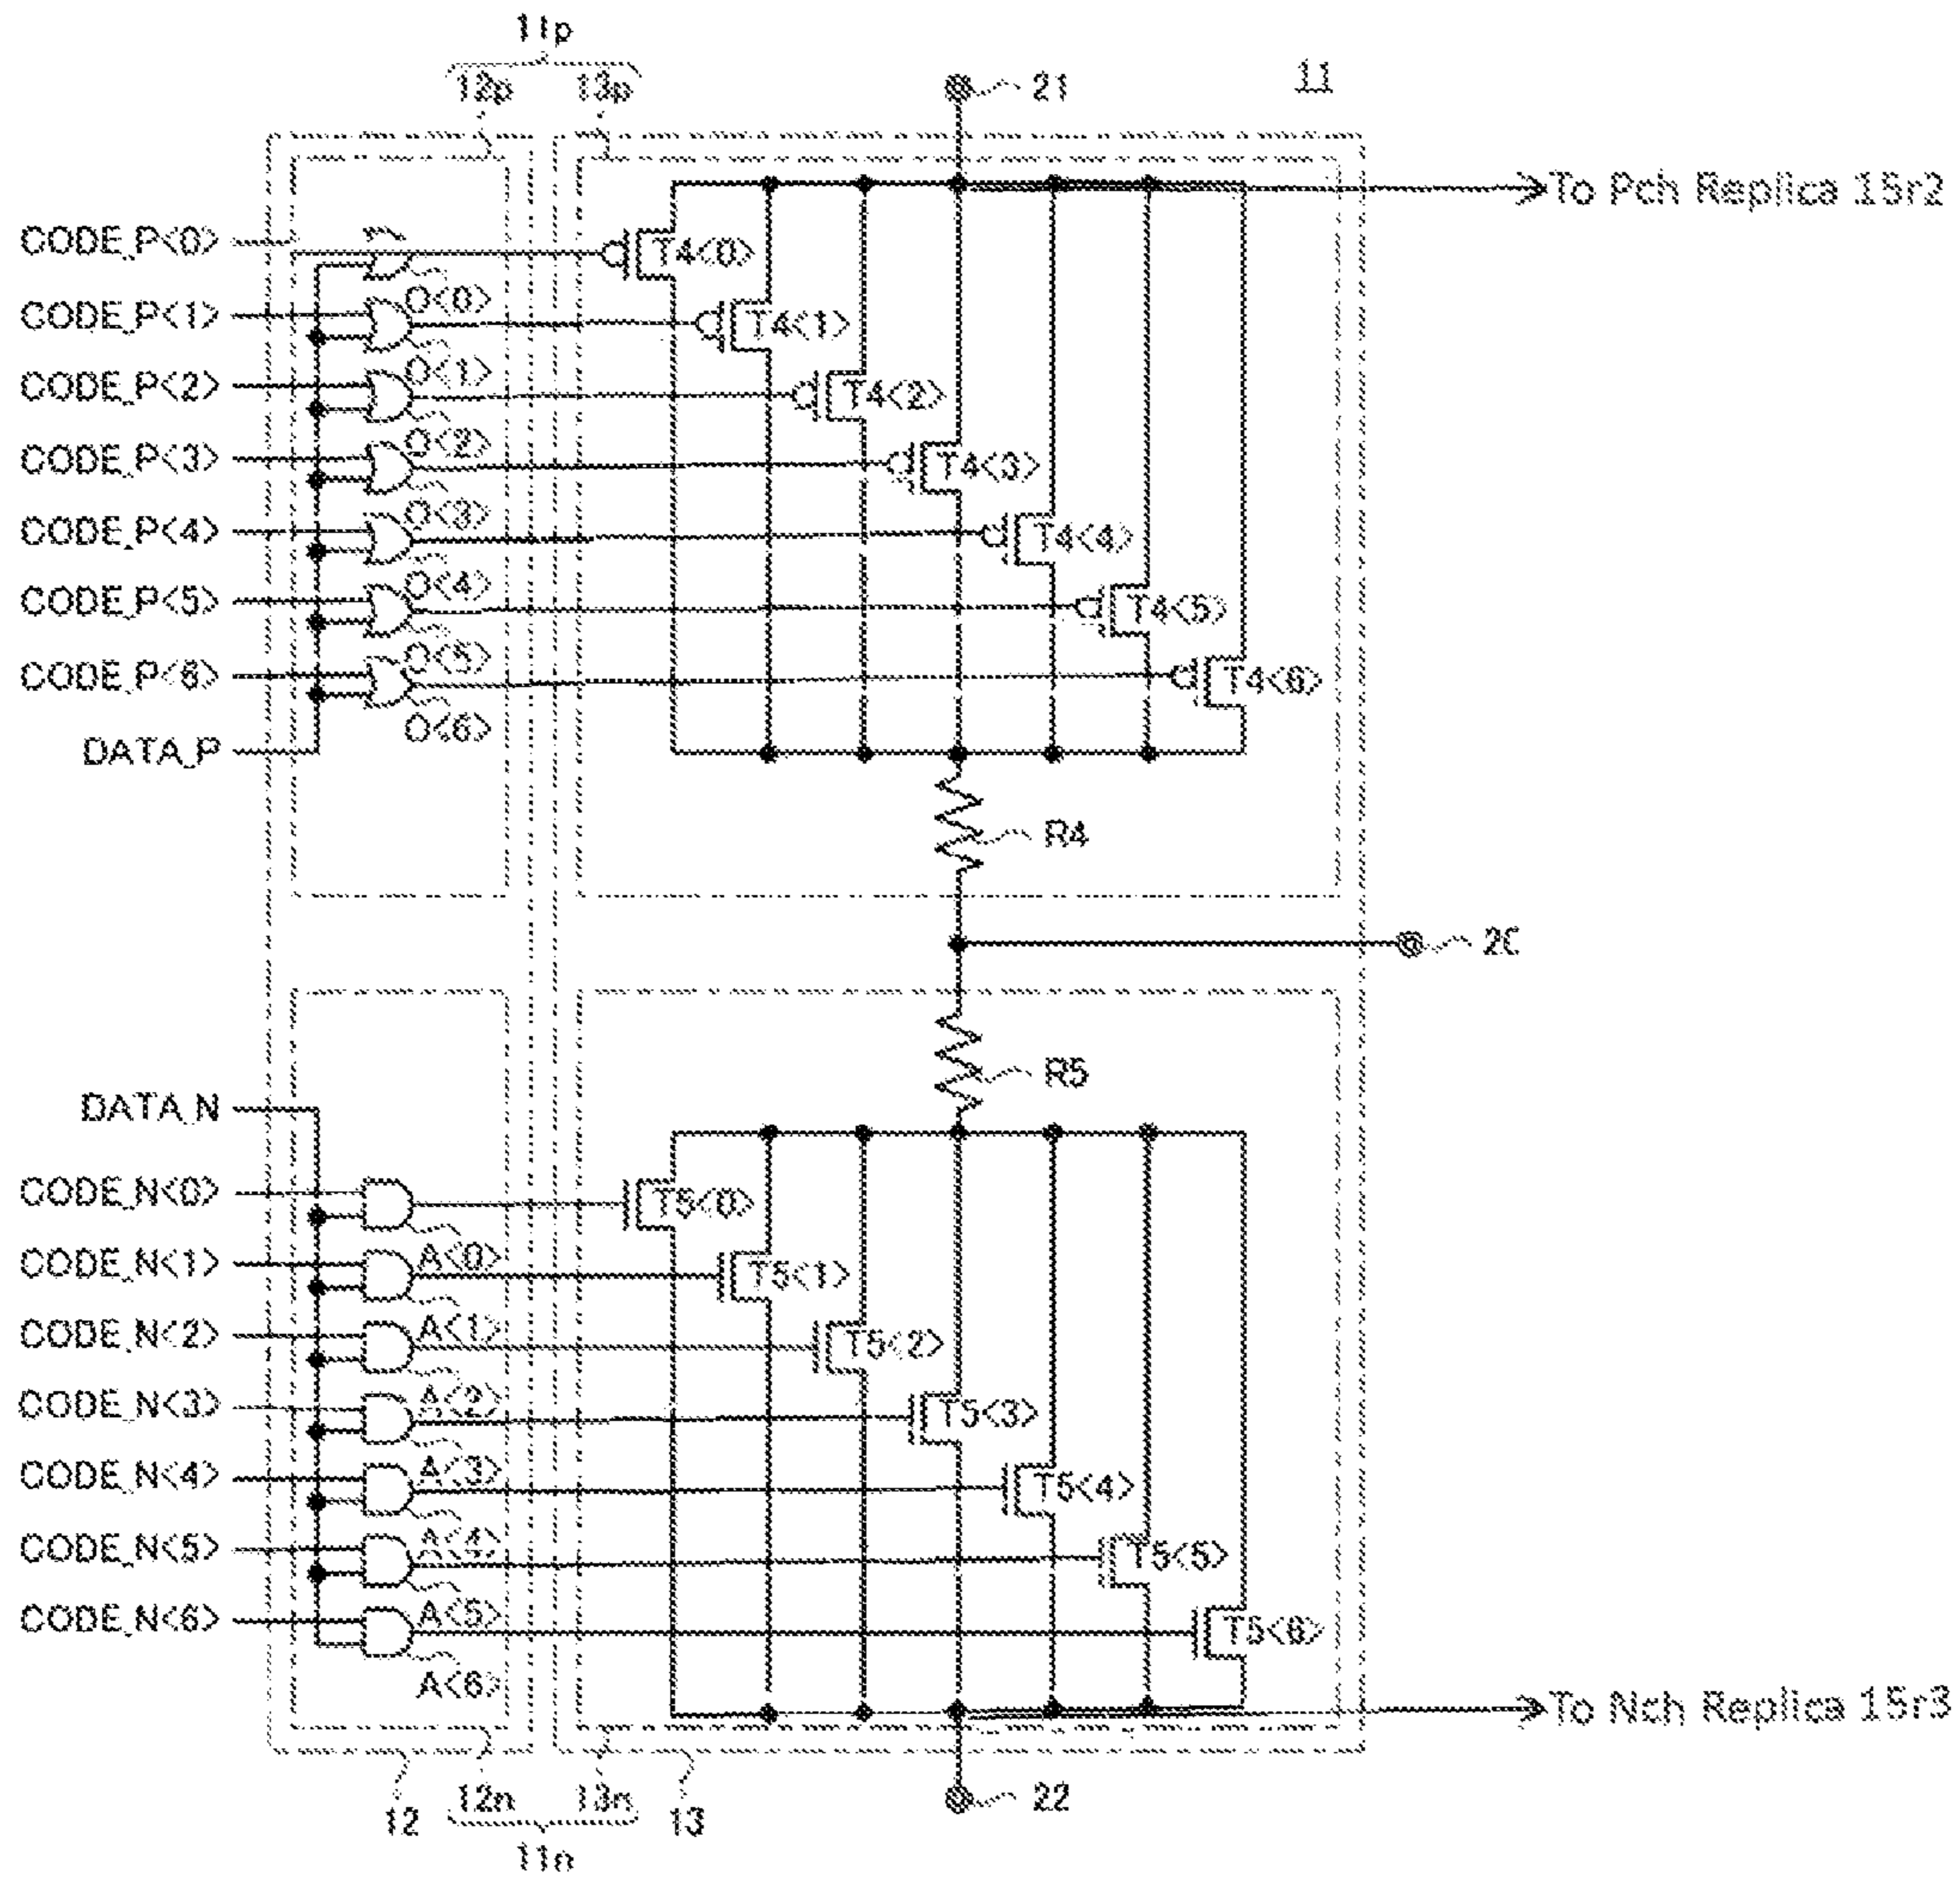 11p
12p 13p 21 11
To Pch Replica 15r2
CODE_P<0> T4<0>
O<0>
CODE_P<1> T4<1>
O<1>
CODE_P<2> T4<2>
O<2>
CODE_P<3> T4<3>
O<3>
CODE_P<4> T4<4>
O<4>
CODE_P<5> T4<5>
O<5>
CODE_P<6> T4<6>
O<6>
DATA_P
R4
20
R5
DATA_N
CODE_N<0> T5<0>
A<0>
CODE_N<1> T5<1>
A<1>
CODE_N<2> T5<2>
A<2>
CODE_N<3> T5<3>
A<3>
CODE_N<4> T5<4>
A<4>
CODE_N<5> T5<5>
A<5>
CODE_N<6> T5<6>
A<6>
To Nch Replica 15r3
12 12n 13n 13 22
11n